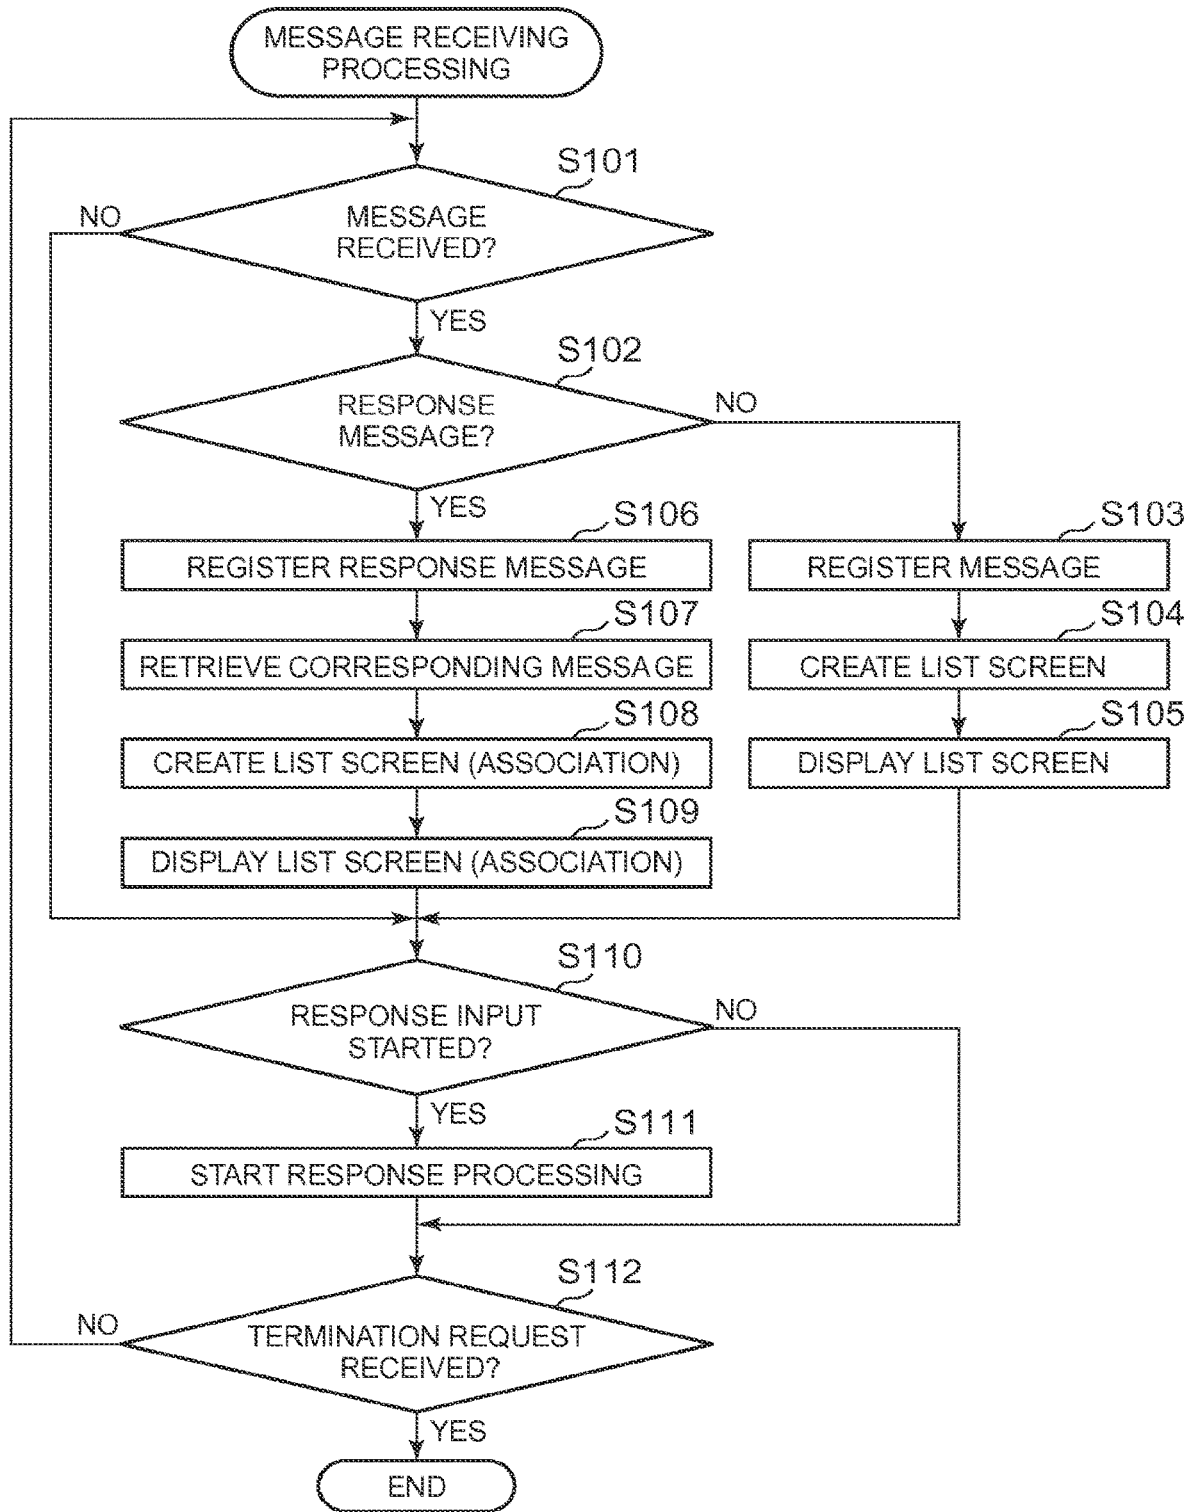 MESSAGE RECEIVING
PROCESSING
S101
NO
MESSAGE
RECEIVED?
YES
S102
NO
RESPONSE
MESSAGE?
YES
S106
S103
REGISTER RESPONSE MESSAGE
REGISTER MESSAGE
S107
S104
RETRIEVE CORRESPONDING MESSAGE
CREATE LIST SCREEN
S108
S105
CREATE LIST SCREEN (ASSOCIATION)
DISPLAY LIST SCREEN
S109
DISPLAY LIST SCREEN (ASSOCIATION)
S110
NO
RESPONSE INPUT
STARTED?
YES
S111
START RESPONSE PROCESSING
S112
NO
TERMINATION REQUEST
RECEIVED?
YES
END